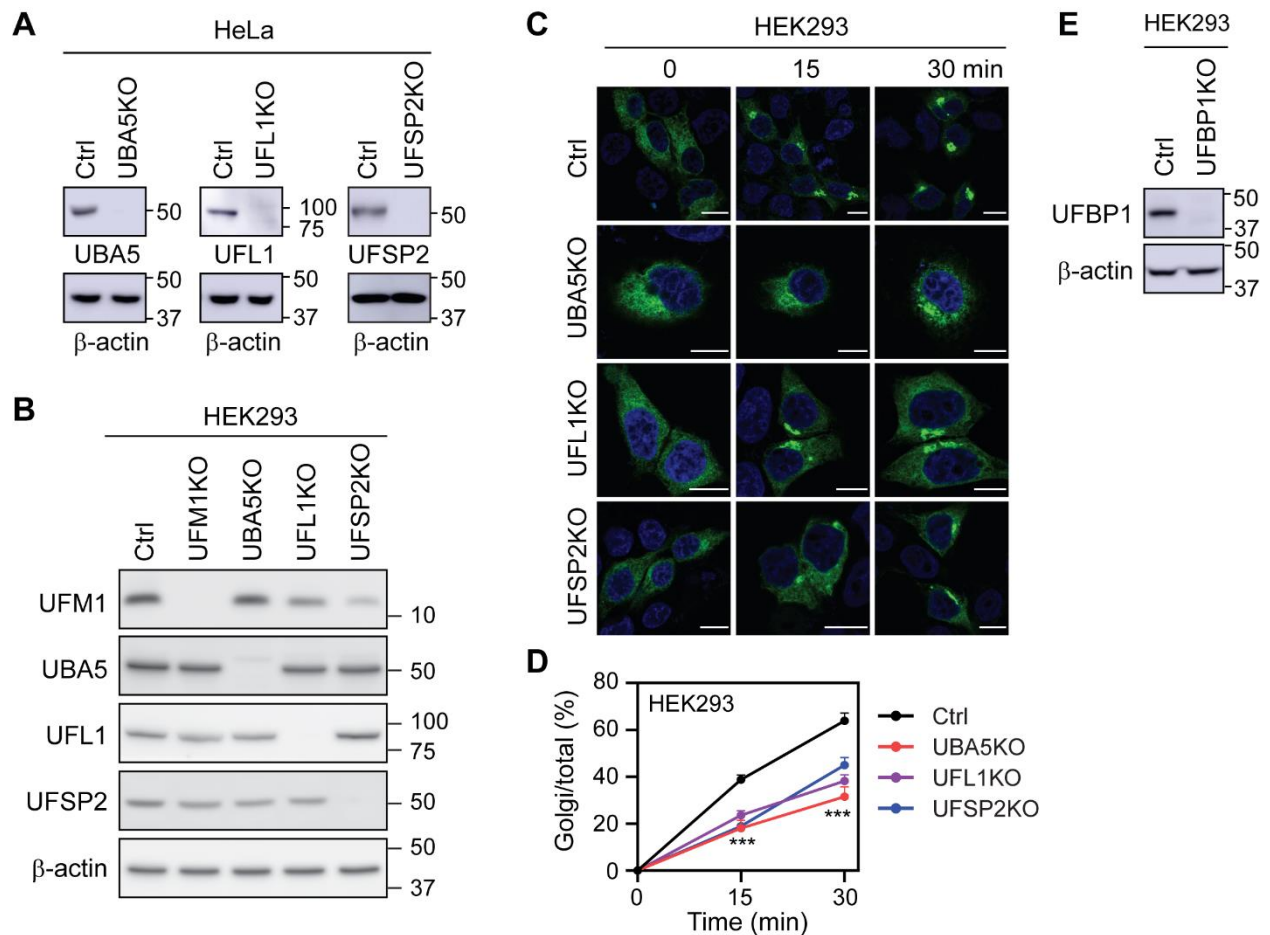 A
HeLa
Ctrl
UBA5KO
Ctrl
UFL1KO
Ctrl
UFSP2KO
50
100
75
50
UBA5
UFL1
UFSP2
50
37
50
37
50
37
β-actin
β-actin
β-actin
B
HEK293
Ctrl
UFM1KO
UBA5KO
UFL1KO
UFSP2KO
UFM1
10
UBA5
50
UFL1
100
75
UFSP2
50
β-actin
50
37
C
HEK293
0 15 30 min
Ctrl
UBA5KO
UFL1KO
UFSP2KO
D
80
60
40
20
0
Golgi/total (%)
HEK293
***
***
0 15 30
Time (min)
Ctrl
UBA5KO
UFL1KO
UFSP2KO
E
HEK293
Ctrl
UFBP1KO
UFBP1
50
37
β-actin
50
37